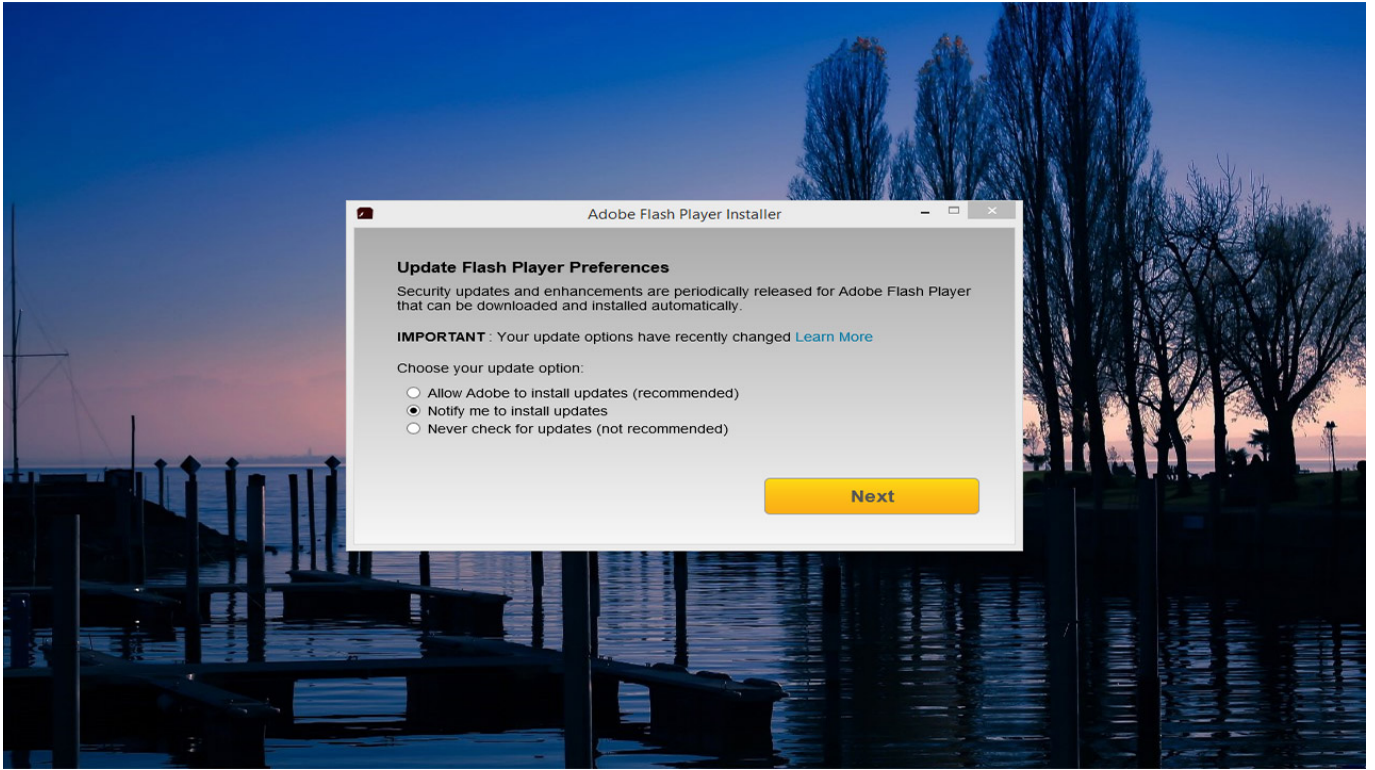 Adobe Flash Player Installer
Update Flash Player Preferences
Security updates and enhancements are periodically released for Adobe Flash Player
that can be downloaded and installed automatically.
IMPORTANT : Your update options have recently changed Learn More
Choose your update option:
Allow Adobe to install updates (recommended)
Notify me to install updates
Never check for updates (not recommended)
Next